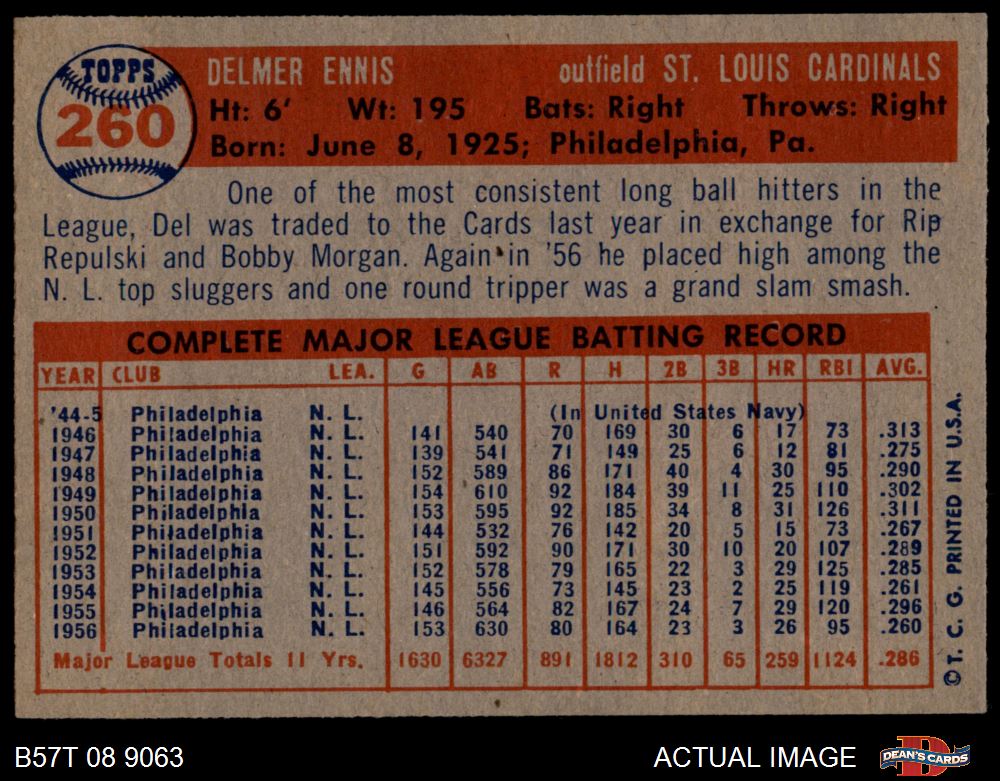 TOPPS
260
DELMER ENNIS outfield ST. LOUIS CARDINALS
Ht: 6' Wt: 195 Bats: Right Throws: Right
Born: June 8, 1925; Philadelphia, Pa.
One of the most consistent long ball hitters in the
League, Del was traded to the Cards last year in exchange for Rip
Repulski and Bobby Morgan. Again in '56 he placed high among the
N. L. top sluggers and one round tripper was a grand slam smash.
COMPLETE MAJOR LEAGUE BATTING RECORD
YEAR CLUB LEA. G AB R H 2B 3B HR RBI AVG.
'44-5 Philadelphia N. L. (In United States Navy)
1946 Philadelphia N. L. 141 540 70 169 30 6 17 73 .313
1947 Philadelphia N. L. 139 541 71 149 25 6 12 81 .275
1948 Philadelphia N. L. 152 589 86 171 40 4 30 95 .290
1949 Philadelphia N. L. 154 610 92 184 39 11 25 110 .302
1950 Philadelphia N. L. 153 595 92 185 34 8 31 126 .311
1951 Philadelphia N. L. 144 532 76 142 20 5 15 73 .267
1952 Philadelphia N. L. 151 592 90 171 30 10 20 107 .289
1953 Philadelphia N. L. 152 578 79 165 22 3 29 125 .285
1954 Philadelphia N. L. 145 556 73 145 23 2 25 119 .261
1955 Philadelphia N. L. 146 564 82 167 24 7 29 120 .296
1956 Philadelphia N. L. 153 630 80 164 23 3 26 95 .260
Major League Totals 11 Yrs. 1630 6327 891 1812 310 65 259 1124 .286
©T. C. G. PRINTED IN U.S.A.
B57T 08 9063 ACTUAL IMAGE DEAN'S CARDS